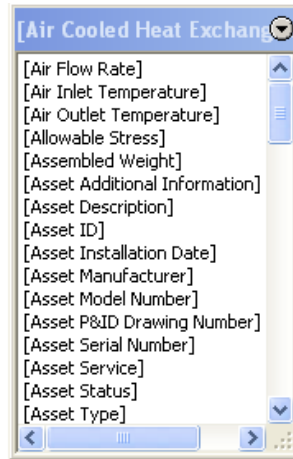 [Air Cooled Heat Exchang
[Air Flow Rate]
[Air Inlet Temperature]
[Air Outlet Temperature]
[Allowable Stress]
[Assembled Weight]
[Asset Additional Information]
[Asset Description]
[Asset ID]
[Asset Installation Date]
[Asset Manufacturer]
[Asset Model Number]
[Asset P&ID Drawing Number]
[Asset Serial Number]
[Asset Service]
[Asset Status]
[Asset Type]